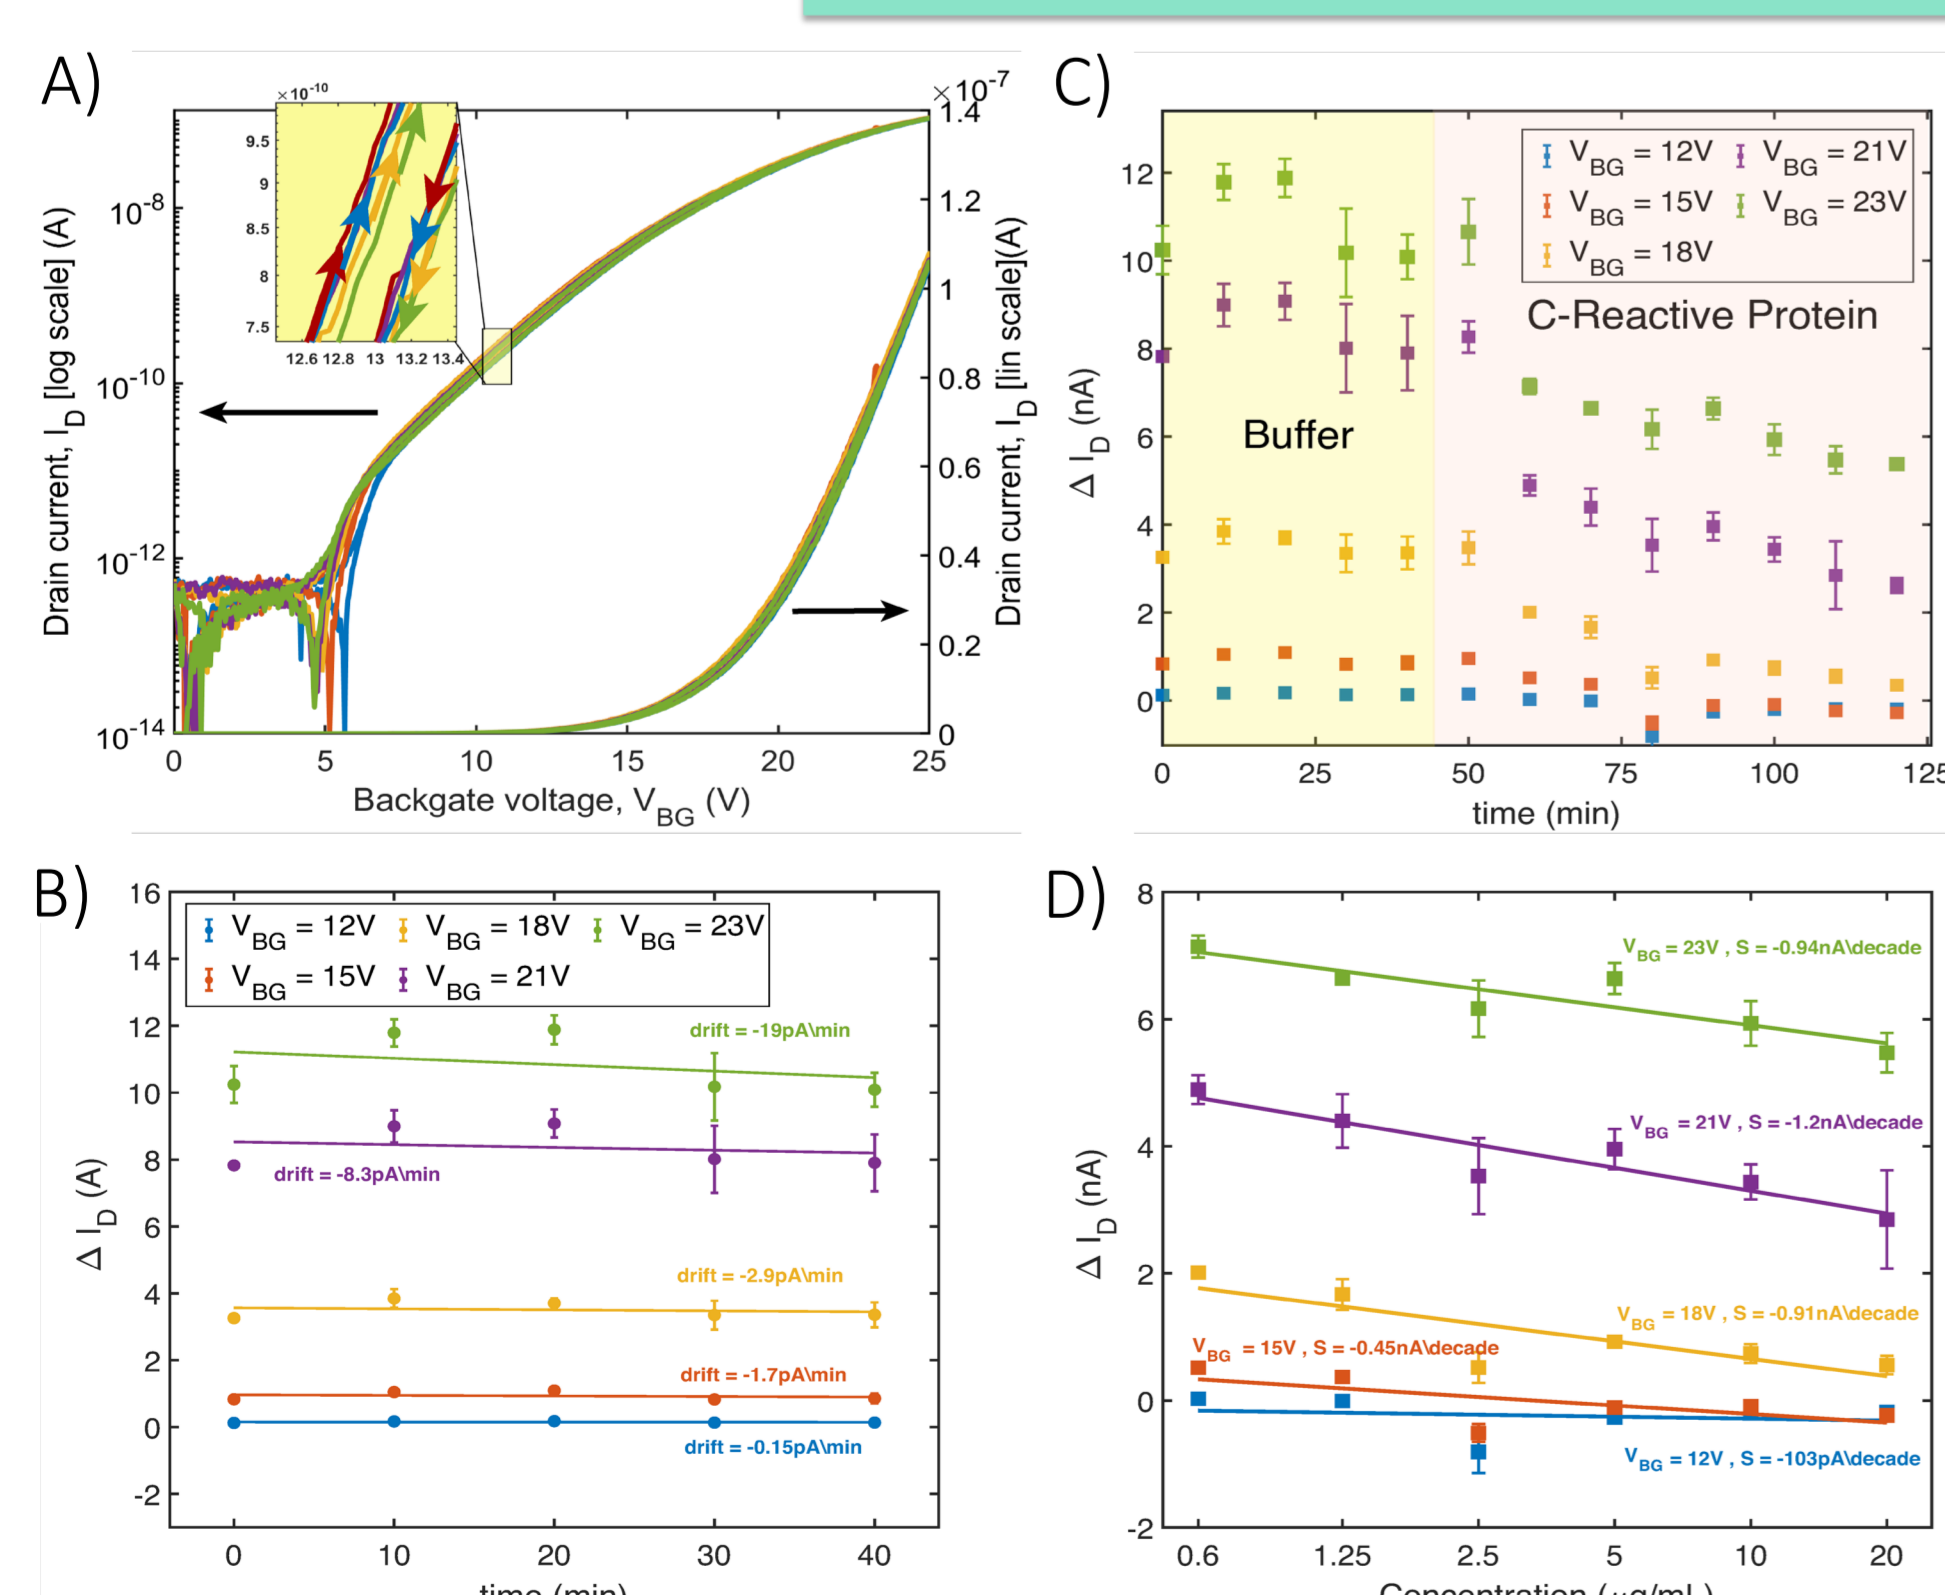 A)
×10^-10
9.5
9
8.5
8
7.5
12.6 12.8 13 13.2 13.4
×10^-7
1.4
1.2
1
0.8
0.6
0.4
0.2
0
10^-8
10^-10
10^-12
10^-14
Drain current, I_D [log scale] (A)
Drain current, I_D [lin scale](A)
0 5 10 15 20 25
Backgate voltage, V_BG (V)
C)
12
10
8
6
4
2
0
Δ I_D (nA)
V_BG = 12V V_BG = 21V
V_BG = 15V V_BG = 23V
V_BG = 18V
C-Reactive Protein
Buffer
0 25 50 75 100 125
time (min)
B)
16
14
12
10
8
6
4
2
0
-2
Δ I_D (A)
V_BG = 12V V_BG = 18V V_BG = 23V
V_BG = 15V V_BG = 21V
drift = -19pA\min
drift = -8.3pA\min
drift = -2.9pA\min
drift = -1.7pA\min
drift = -0.15pA\min
0 10 20 30 40
time (min)
D)
8
6
4
2
0
-2
Δ I_D (nA)
V_BG = 23V , S = -0.94nA\decade
V_BG = 21V , S = -1.2nA\decade
V_BG = 18V , S = -0.91nA\decade
V_BG = 15V , S = -0.45nA\decade
V_BG = 12V , S = -103pA\decade
0.6 1.25 2.5 5 10 20
Concentration (μg/mL)